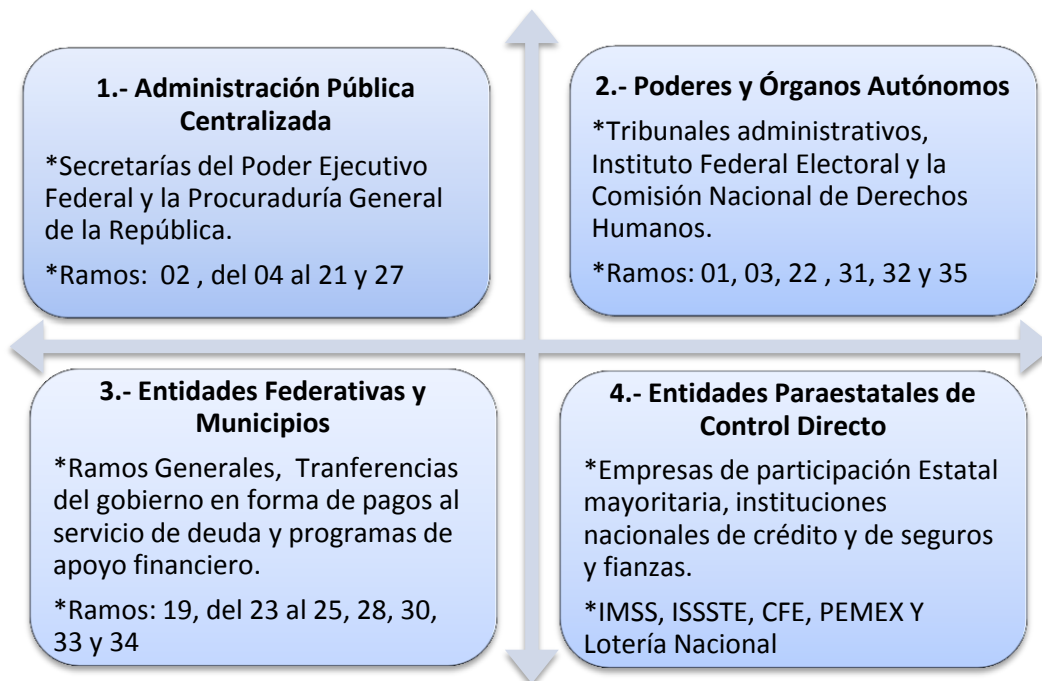 1.- Administración Pública
Centralizada
*Secretarías del Poder Ejecutivo
Federal y la Procuraduría General
de la República.
*Ramos:  02 , del 04 al 21 y 27
2.- Poderes y Órganos Autónomos
*Tribunales administrativos,
Instituto Federal Electoral y la
Comisión Nacional de Derechos
Humanos.
*Ramos: 01, 03, 22 , 31, 32 y 35
3.- Entidades Federativas y
Municipios
*Ramos Generales,  Tranferencias
del gobierno en forma de pagos al
servicio de deuda y programas de
apoyo financiero.
*Ramos: 19, del 23 al 25, 28, 30,
33 y 34
4.- Entidades Paraestatales de
Control Directo
*Empresas de participación Estatal
mayoritaria, instituciones
nacionales de crédito y de seguros
y fianzas.
*IMSS, ISSSTE, CFE, PEMEX Y
Lotería Nacional